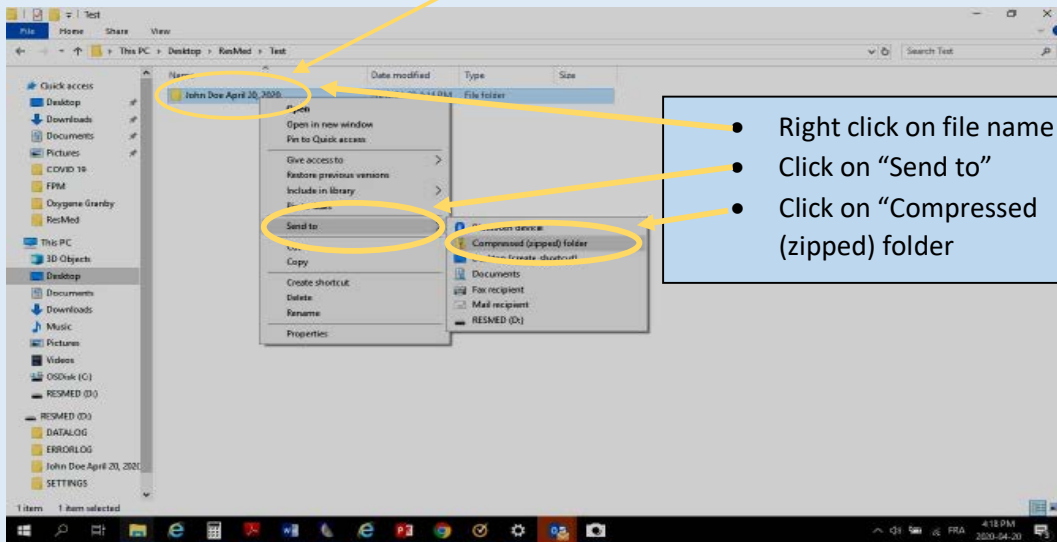 Test
File Home Share View
This PC Desktop ResMed Test
Search Test
Name Date modified Type Size
Quick access
John Doe April 20, 2020 PM File folder
Desktop
Downloads
Documents
Pictures
COVID 19
FPM
Oxygene Granby
ResMed
This PC
3D Objects
Desktop
Documents
Downloads
Music
Pictures
Videos
OSDisk (C:)
RESMED (D:)
RESMED (D:)
DATALOG
ERRORLOG
John Doe April 20, 2020
SETTINGS
Open
Open in new window
Pin to Quick access
Give access to
Restore previous versions
Include in library
Send to
Copy
Create shortcut
Delete
Rename
Properties
device
Compressed (zipped) folder
Desktop (create shortcut)
Documents
Fax recipient
Mail recipient
RESMED (D:)
• Right click on file name
• Click on “Send to”
• Click on “Compressed
(zipped) folder
1 item 1 item selected
FRA 4:18 PM
2020-04-20